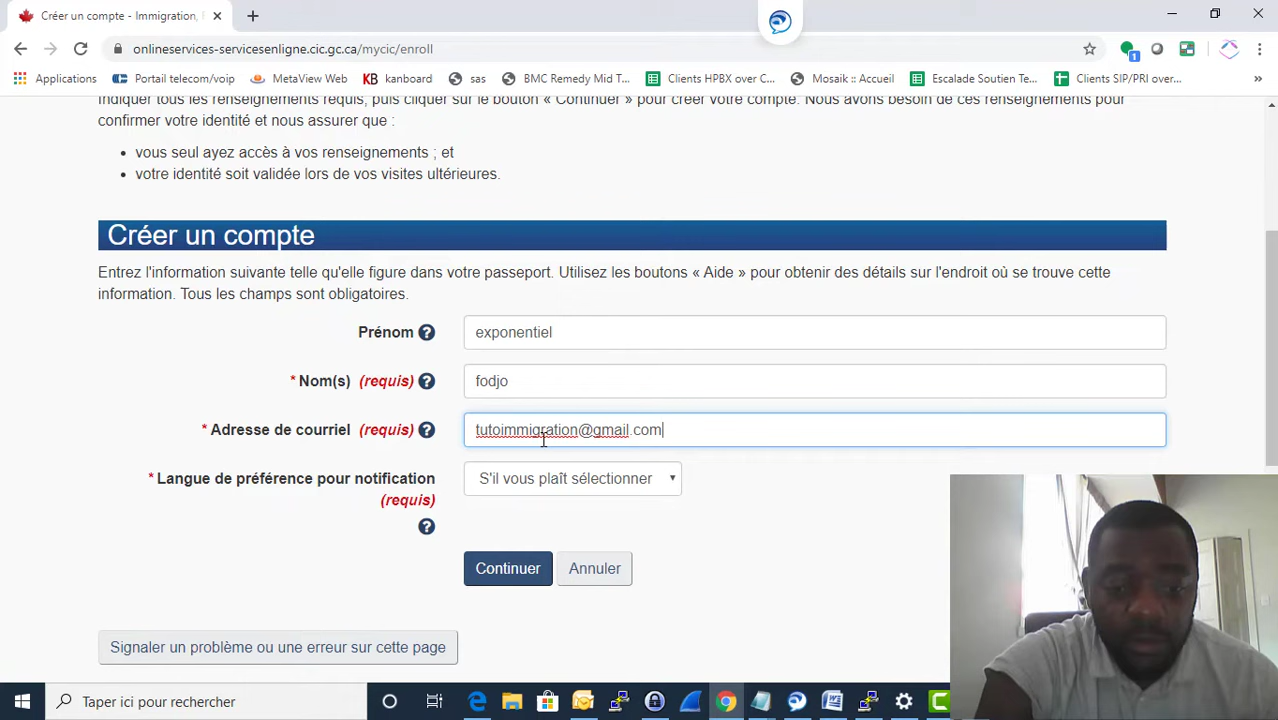 Créer un compte - Immigration,
onlineservices-servicesenligne.cic.gc.ca/mycic/enroll
Applications
Portail telecom/voip
MetaView Web
KB kanboard
sas
BMC Remedy Mid T...
Clients HPBX over C...
Mosaik :: Accueil
Escalade Soutien Te...
Clients SIP/PRI over...
»
1
Indiquer tous les renseignements requis, puis cliquer sur le bouton « Continuer » pour créer votre compte. Nous avons besoin de ces renseignements pour
confirmer votre identité et nous assurer que :
• vous seul ayez accès à vos renseignements ; et
• votre identité soit validée lors de vos visites ultérieures.
Créer un compte
Entrez l'information suivante telle qu'elle figure dans votre passeport. Utilisez les boutons « Aide » pour obtenir des détails sur l'endroit où se trouve cette
information. Tous les champs sont obligatoires.
Prénom ? exponentiel
* Nom(s) (requis) ? fodjo
* Adresse de courriel (requis) ? tutoimmigration@gmail.com
* Langue de préférence pour notification S'il vous plaît sélectionner
(requis)
?
Continuer Annuler
Signaler un problème ou une erreur sur cette page
Taper ici pour rechercher